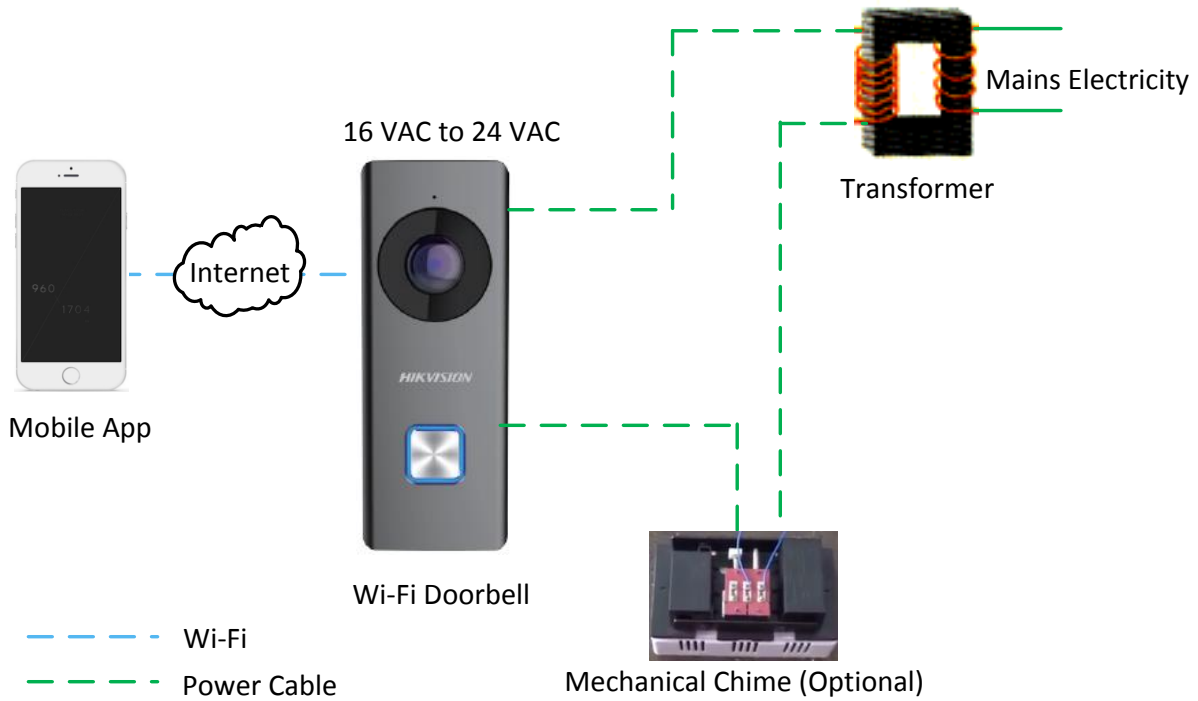 Mains Electricity
16 VAC to 24 VAC
Transformer
Internet
960
1704
HIKVISION
Mobile App
Wi-Fi Doorbell
Wi-Fi
Power Cable
Mechanical Chime (Optional)